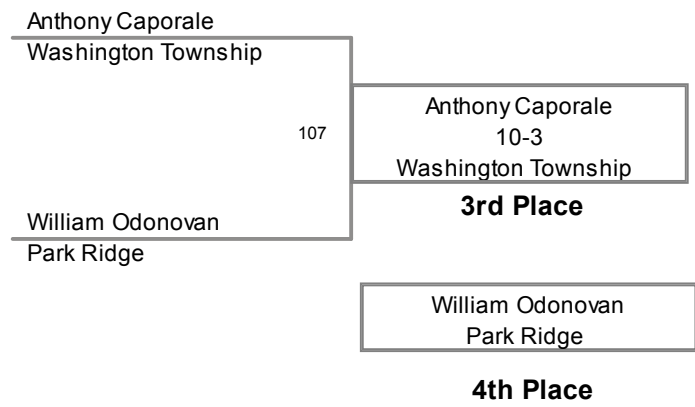 Anthony Caporale
Washington Township
107
Anthony Caporale
10-3
Washington Township
3rd Place
William Odonovan
Park Ridge
William Odonovan
Park Ridge
4th Place